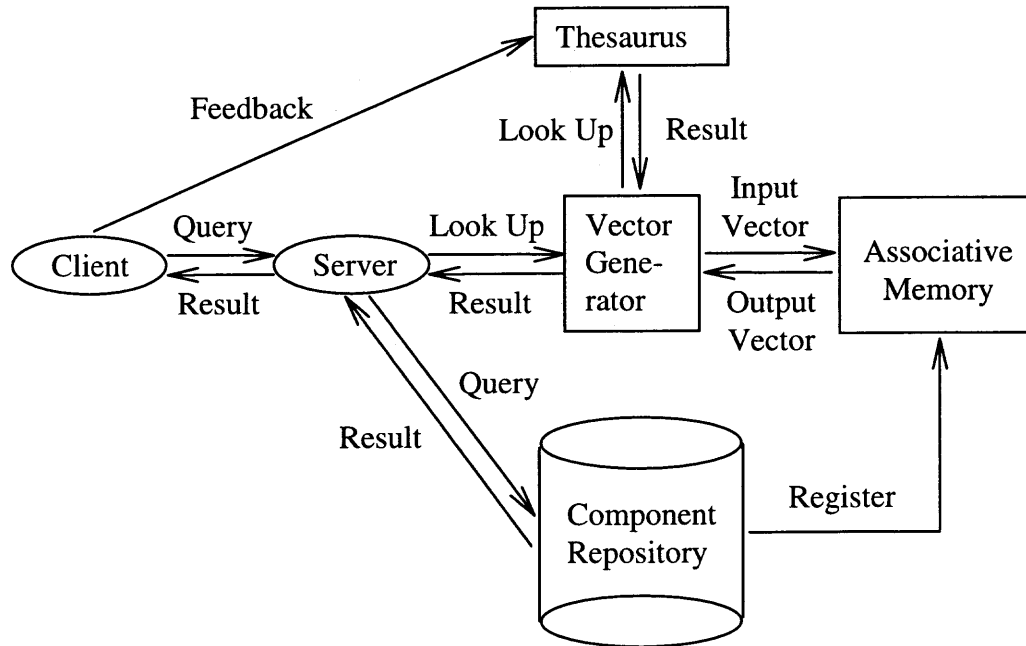 Thesaurus
Feedback
Look Up
Result
Query
Look Up
Input
Vector
Client
Server
Vector
Gene-
rator
Associative
Memory
Result
Result
Output
Vector
Query
Result
Component
Repository
Register